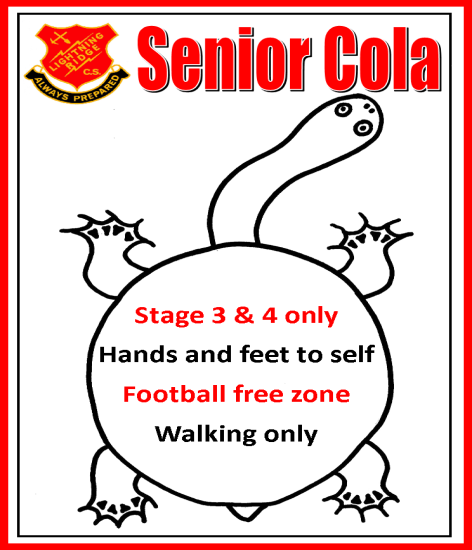 LIGHTNING
RIDGE
C.S.
ALWAYS PREPARED
Senior Cola
Stage 3 & 4 only
Hands and feet to self
Football free zone
Walking only